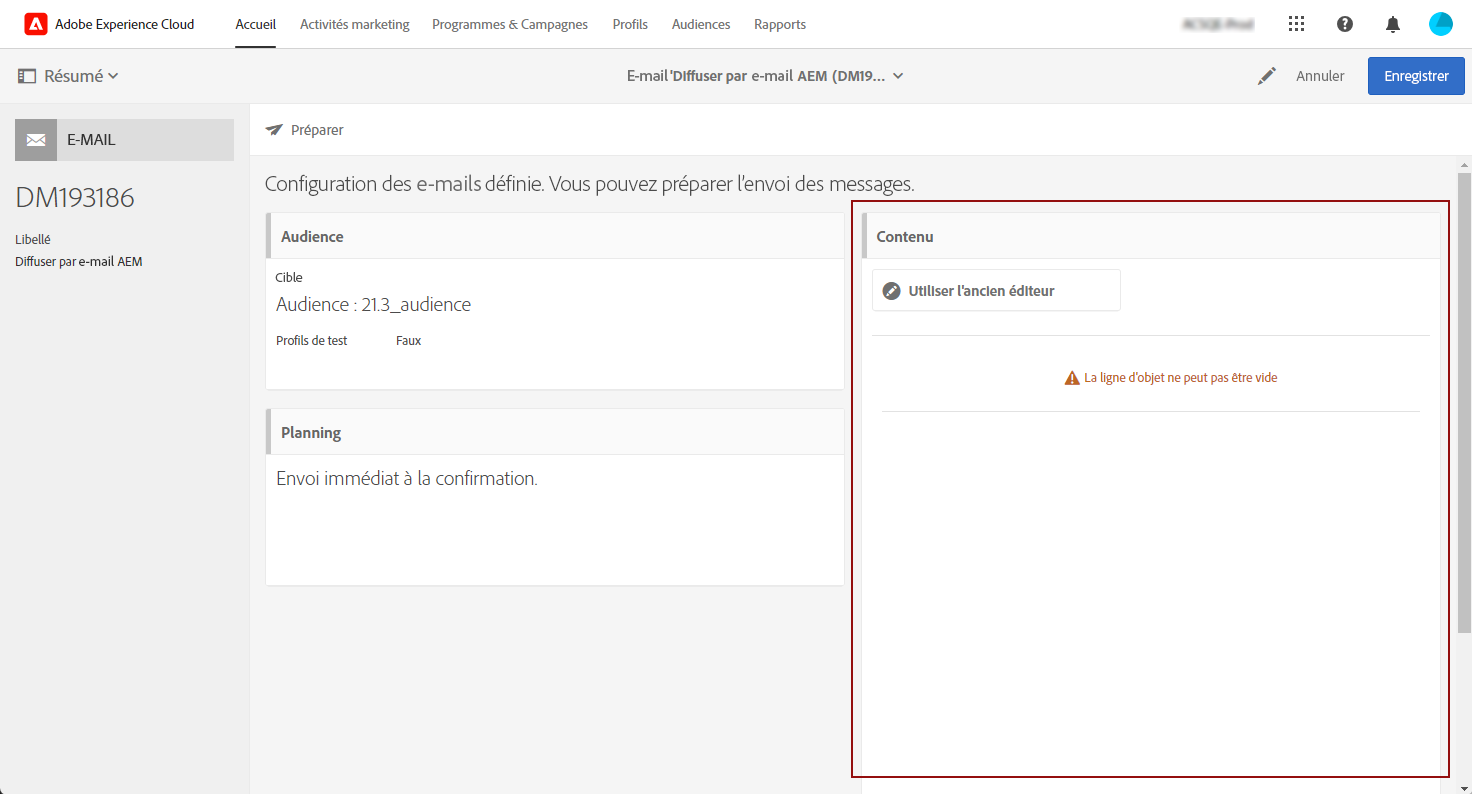 Adobe Experience Cloud Accueil Activités marketing Programmes & Campagnes Profils Audiences Rapports
Résumé E-mail 'Diffuser par e-mail AEM (DM19... Annuler Enregistrer
E-MAIL
Préparer
Configuration des e-mails définie. Vous pouvez préparer l'envoi des messages.
DM193186
Libellé
Diffuser par e-mail AEM
Audience
Cible
Audience : 21.3_audience
Profils de test Faux
Planning
Envoi immédiat à la confirmation.
Contenu
Utiliser l'ancien éditeur
La ligne d'objet ne peut pas être vide